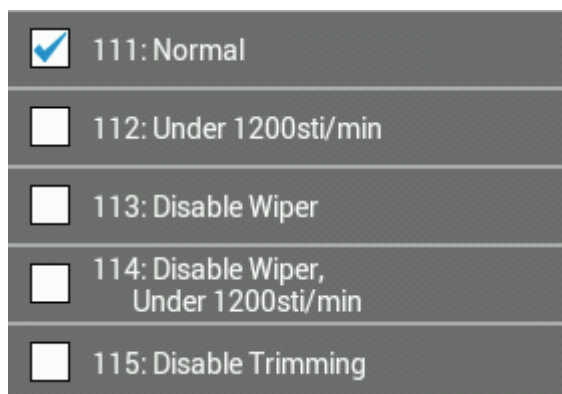 111: Normal
112: Under 1200sti/min
113: Disable Wiper
114: Disable Wiper,
Under 1200sti/min
115: Disable Trimming